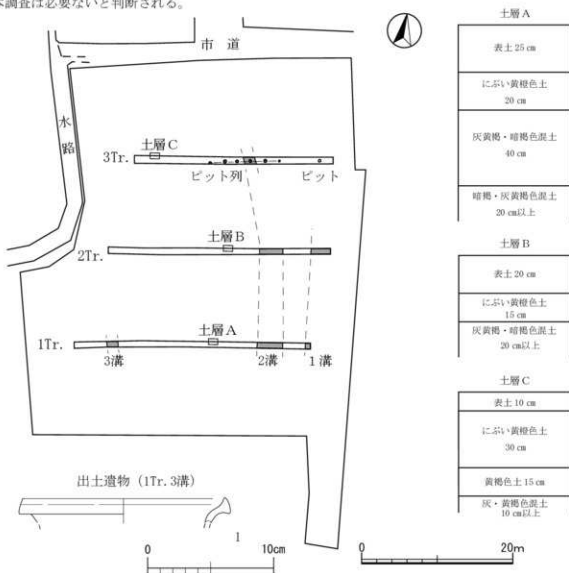 本調査は必要ないと判断される。
市 道
水路
土層C
3Tr.
ピット列
ピット
土層B
2Tr.
土層A
1Tr.
3溝
2溝
1溝
出土遺物（1Tr. 3溝）
1
0
10cm
0
20m
土層A
表土 25 cm
にぶい黄橙色土
20 cm
灰黄褐・暗褐色混土
40 cm
暗褐・灰黄褐色混土
20 cm以上
土層B
表土 20 cm
にぶい黄橙色土
15 cm
灰黄褐・暗褐色混土
20 cm以上
土層C
表土 10 cm
にぶい黄橙色土
30 cm
黄褐色土 15 cm
灰・黄褐色混土
10 cm以上